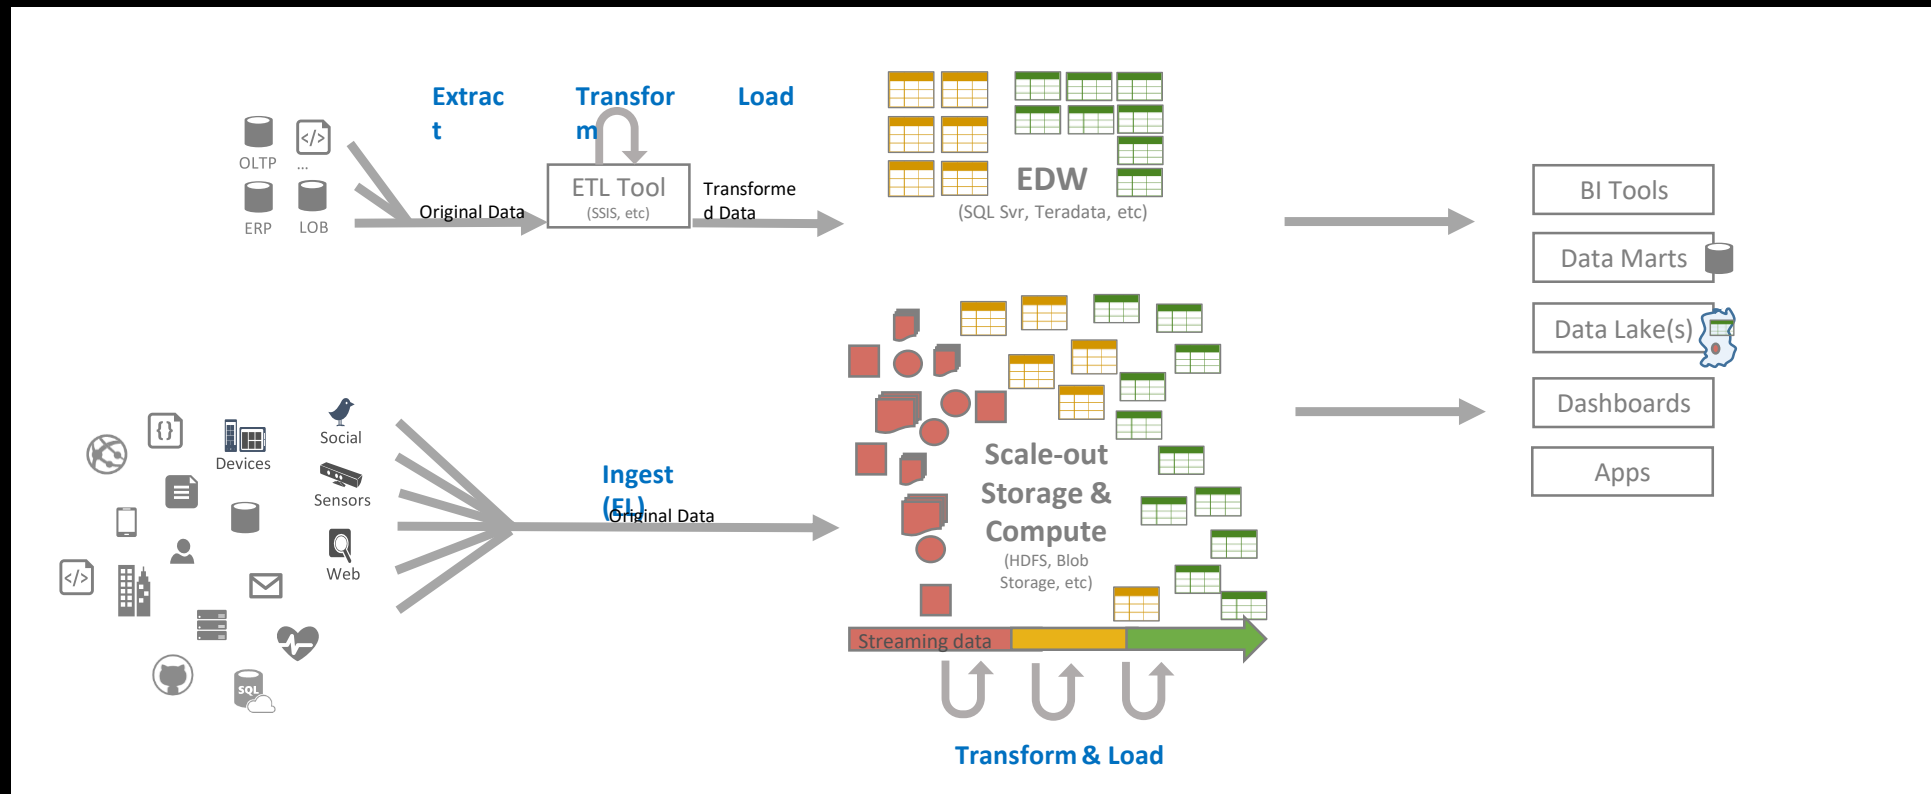 Extrac
t
Transfor
m
Load
OLTP
</>
...
ERP
LOB
Original Data
ETL Tool
(SSIS, etc)
Transforme
d Data
EDW
(SQL Svr, Teradata, etc)
BI Tools
Data Marts
Data Lake(s)
Dashboards
Apps
{}
Devices
Social
Sensors
Web
</>
SQL
Ingest
(EL)
Original Data
Scale-out
Storage &
Compute
(HDFS, Blob
Storage, etc)
Streaming data
Transform & Load